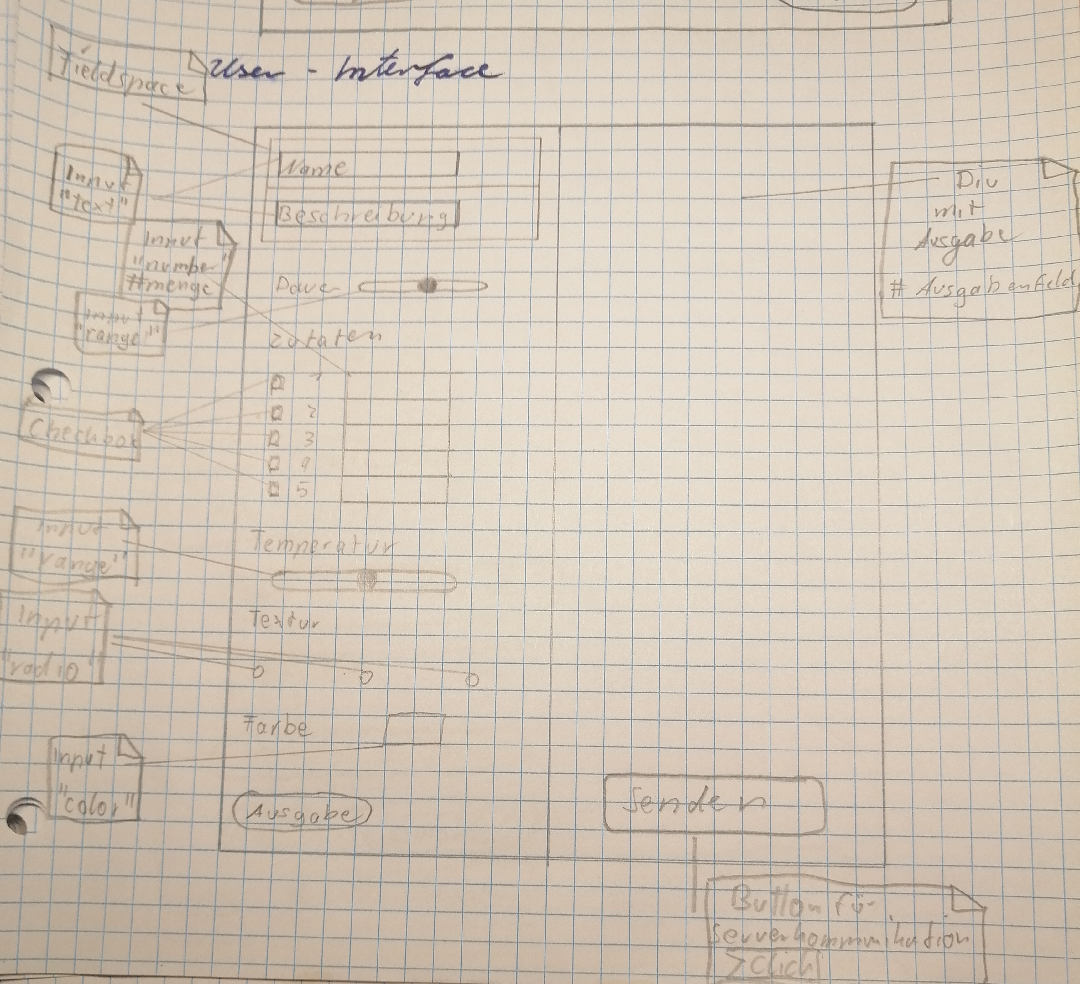 Fieldspace
User - Interface
Name
Beschreibung
Input
"text"
Input
"number
#menge
Input
"range"
Dauer
Zutaten
1
2
3
4
5
Checkbox
Input
"range"
Temperatur
Input
"radio"
Textur
Farbe
Input
"color"
Ausgabe
Senden
Div
mit
Ausgabe
# Ausgabenfeld
Button für
Serverkommunikation
Click